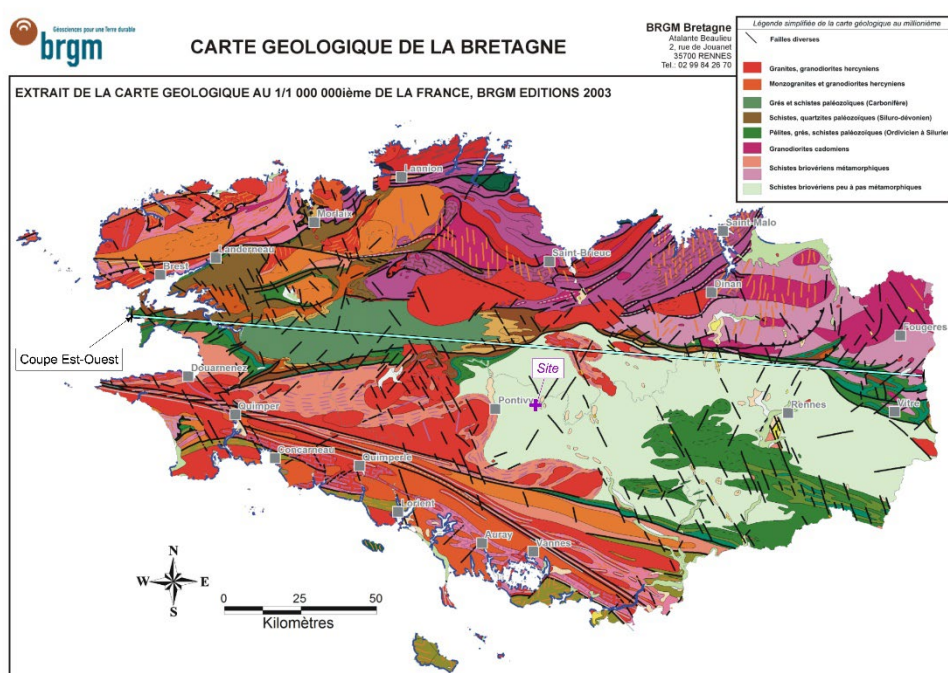 Géosciences pour une Terre durable
brgm
CARTE GEOLOGIQUE DE LA BRETAGNE
BRGM Bretagne
Atalante Beaulieu
2, rue de Jouanet
35700 RENNES
Tel.: 02 99 84 26 70
EXTRAIT DE LA CARTE GEOLOGIQUE AU 1/1 000 000ième DE LA FRANCE, BRGM EDITIONS 2003
Légende simplifiée de la carte géologique au millionième
Failles diverses
Granites, granodiorites hercyniens
Monzogranites et granodiorites hercyniens
Grés et schistes paléozoïques (Carbonifère)
Schistes, quartzites paléozoïques (Siluro-dévonien)
Pélites, grés, schistes paléozoïques (Ordivicien à Silurien)
Granodiorites cadomiens
Schistes briovériens métamorphiques
Schistes briovériens peu à pas métamorphiques
Lannion
Morlaix
Saint-Malo
Landerneau
Saint-Brieuc
Brest
Dinan
Fougeres
Coupe Est-Ouest
Douarnenez
Site
Pontivy
Quimper
Rennes
Vitre
Concarneau
Quimperle
Lorient
Auray
Vannes
N
W
E
S
0 25 50
Kilomètres